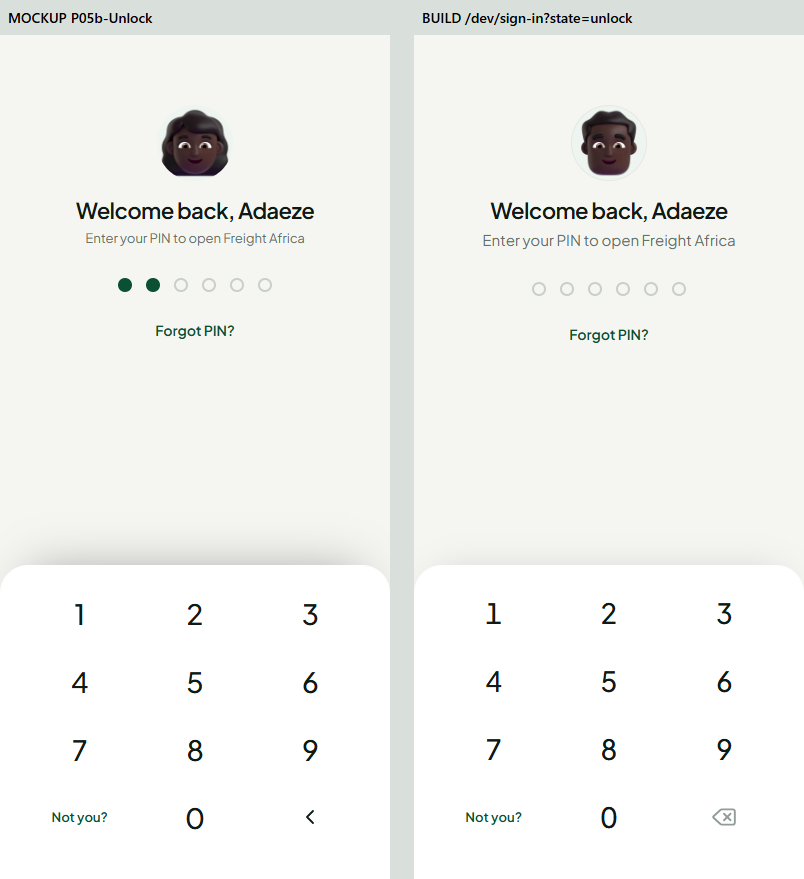 MOCKUP P05b-Unlock
Welcome back, Adaeze
Enter your PIN to open Freight Africa
Forgot PIN?
1 2 3
4 5 6
7 8 9
Not you? 0
BUILD /dev/sign-in?state=unlock
Welcome back, Adaeze
Enter your PIN to open Freight Africa
Forgot PIN?
1 2 3
4 5 6
7 8 9
Not you? 0